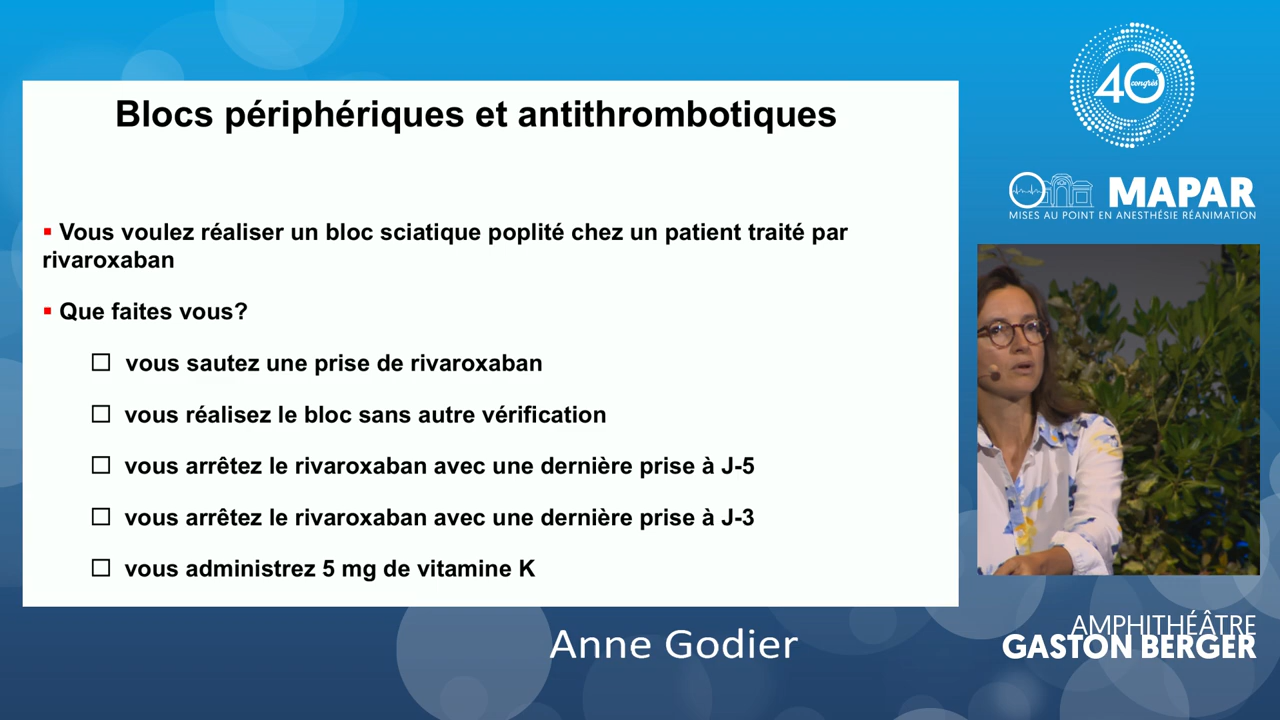 Blocs périphériques et antithrombotiques
▪ Vous voulez réaliser un bloc sciatique poplité chez un patient traité par
rivaroxaban
▪ Que faites vous?
☐ vous sautez une prise de rivaroxaban
☐ vous réalisez le bloc sans autre vérification
☐ vous arrêtez le rivaroxaban avec une dernière prise à J-5
☐ vous arrêtez le rivaroxaban avec une dernière prise à J-3
☐ vous administrez 5 mg de vitamine K
40e
congrès
MAPAR
MISES AU POINT EN ANESTHÉSIE RÉANIMATION
Anne Godier
AMPHITHÉÂTRE
GASTON BERGER